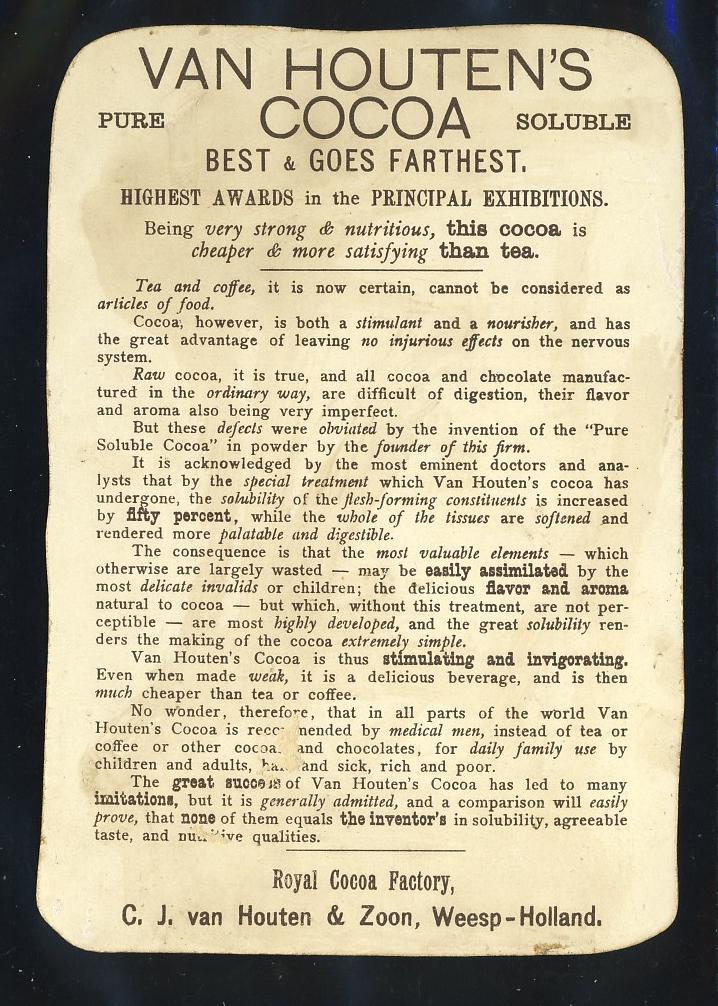 VAN HOUTEN'S
PURE COCOA SOLUBLE
BEST & GOES FARTHEST.
HIGHEST AWARDS in the PRINCIPAL EXHIBITIONS.
Being very strong & nutritious, this cocoa is
cheaper & more satisfying than tea.
Tea and coffee, it is now certain, cannot be considered as
articles of food.
Cocoa, however, is both a stimulant and a nourisher, and has
the great advantage of leaving no injurious effects on the nervous
system.
Raw cocoa, it is true, and all cocoa and chocolate manufac-
tured in the ordinary way, are difficult of digestion, their flavor
and aroma also being very imperfect.
But these defects were obviated by the invention of the "Pure
Soluble Cocoa" in powder by the founder of this firm.
It is acknowledged by the most eminent doctors and ana-
lysts that by the special treatment which Van Houten's cocoa has
undergone, the solubility of the flesh-forming constituents is increased
by fifty percent, while the whole of the tissues are softened and
rendered more palatable and digestible.
The consequence is that the most valuable elements — which
otherwise are largely wasted — may be easily assimilated by the
most delicate invalids or children; the delicious flavor and aroma
natural to cocoa — but which, without this treatment, are not per-
ceptible — are most highly developed, and the great solubility ren-
ders the making of the cocoa extremely simple.
Van Houten's Cocoa is thus stimulating and invigorating.
Even when made weak, it is a delicious beverage, and is then
much cheaper than tea or coffee.
No wonder, therefore, that in all parts of the world Van
Houten's Cocoa is recommended by medical men, instead of tea or
coffee or other cocoa and chocolates, for daily family use by
children and adults, and sick, rich and poor.
The great success of Van Houten's Cocoa has led to many
imitations, but it is generally admitted, and a comparison will easily
prove, that none of them equals the inventor's in solubility, agreeable
taste, and nutritive qualities.
Royal Cocoa Factory,
C. J. van Houten & Zoon, Weesp-Holland.